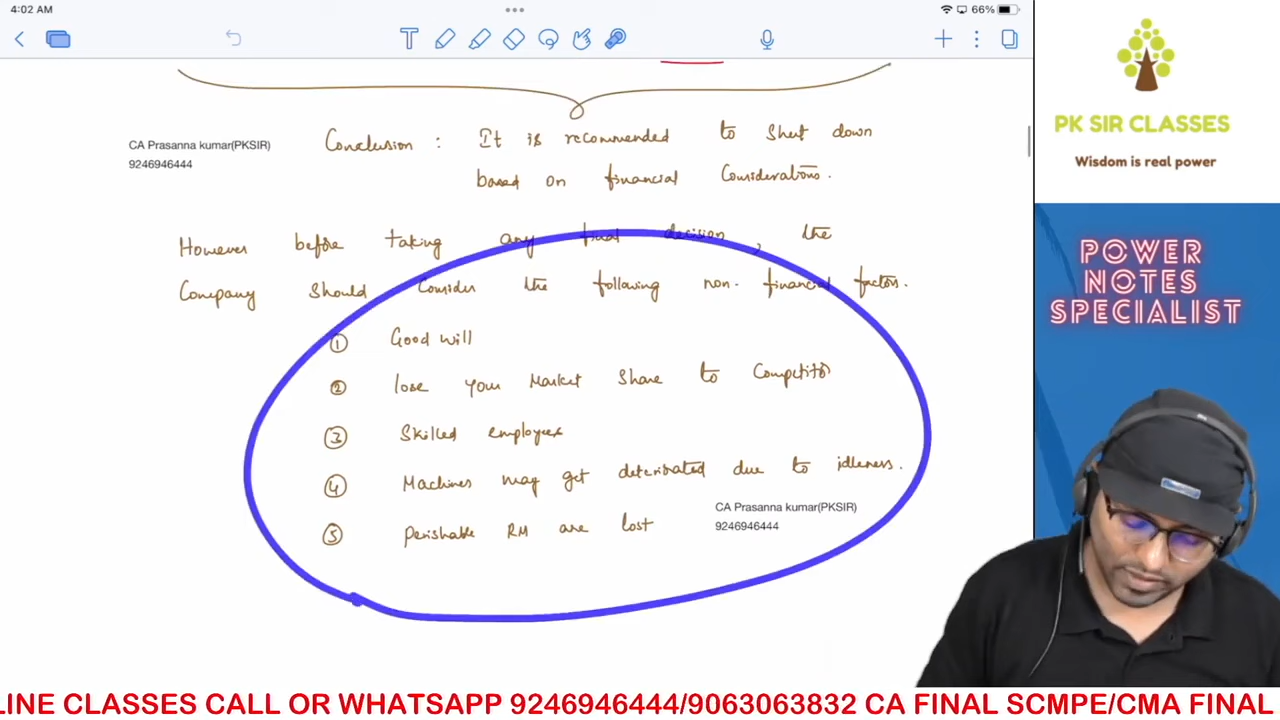 4:02 AM
66%
PK SIR CLASSES
Wisdom is real power
CA Prasanna kumar(PKSIR)
9246946444
Conclusion : It is recommended to shut down
based on financial Considerations.
However before taking any final decision, the
Company should Consider the following non-financial factors.
① Good will
② lose your Market Share to Competitor
③ Skilled employees
④ Machines may get deteriorated due to idleness.
⑤ Perishable RM are lost
CA Prasanna kumar(PKSIR)
9246946444
POWER
NOTES
SPECIALIST
LINE CLASSES CALL OR WHATSAPP 9246946444/9063063832 CA FINAL SCMPE/CMA FINAL